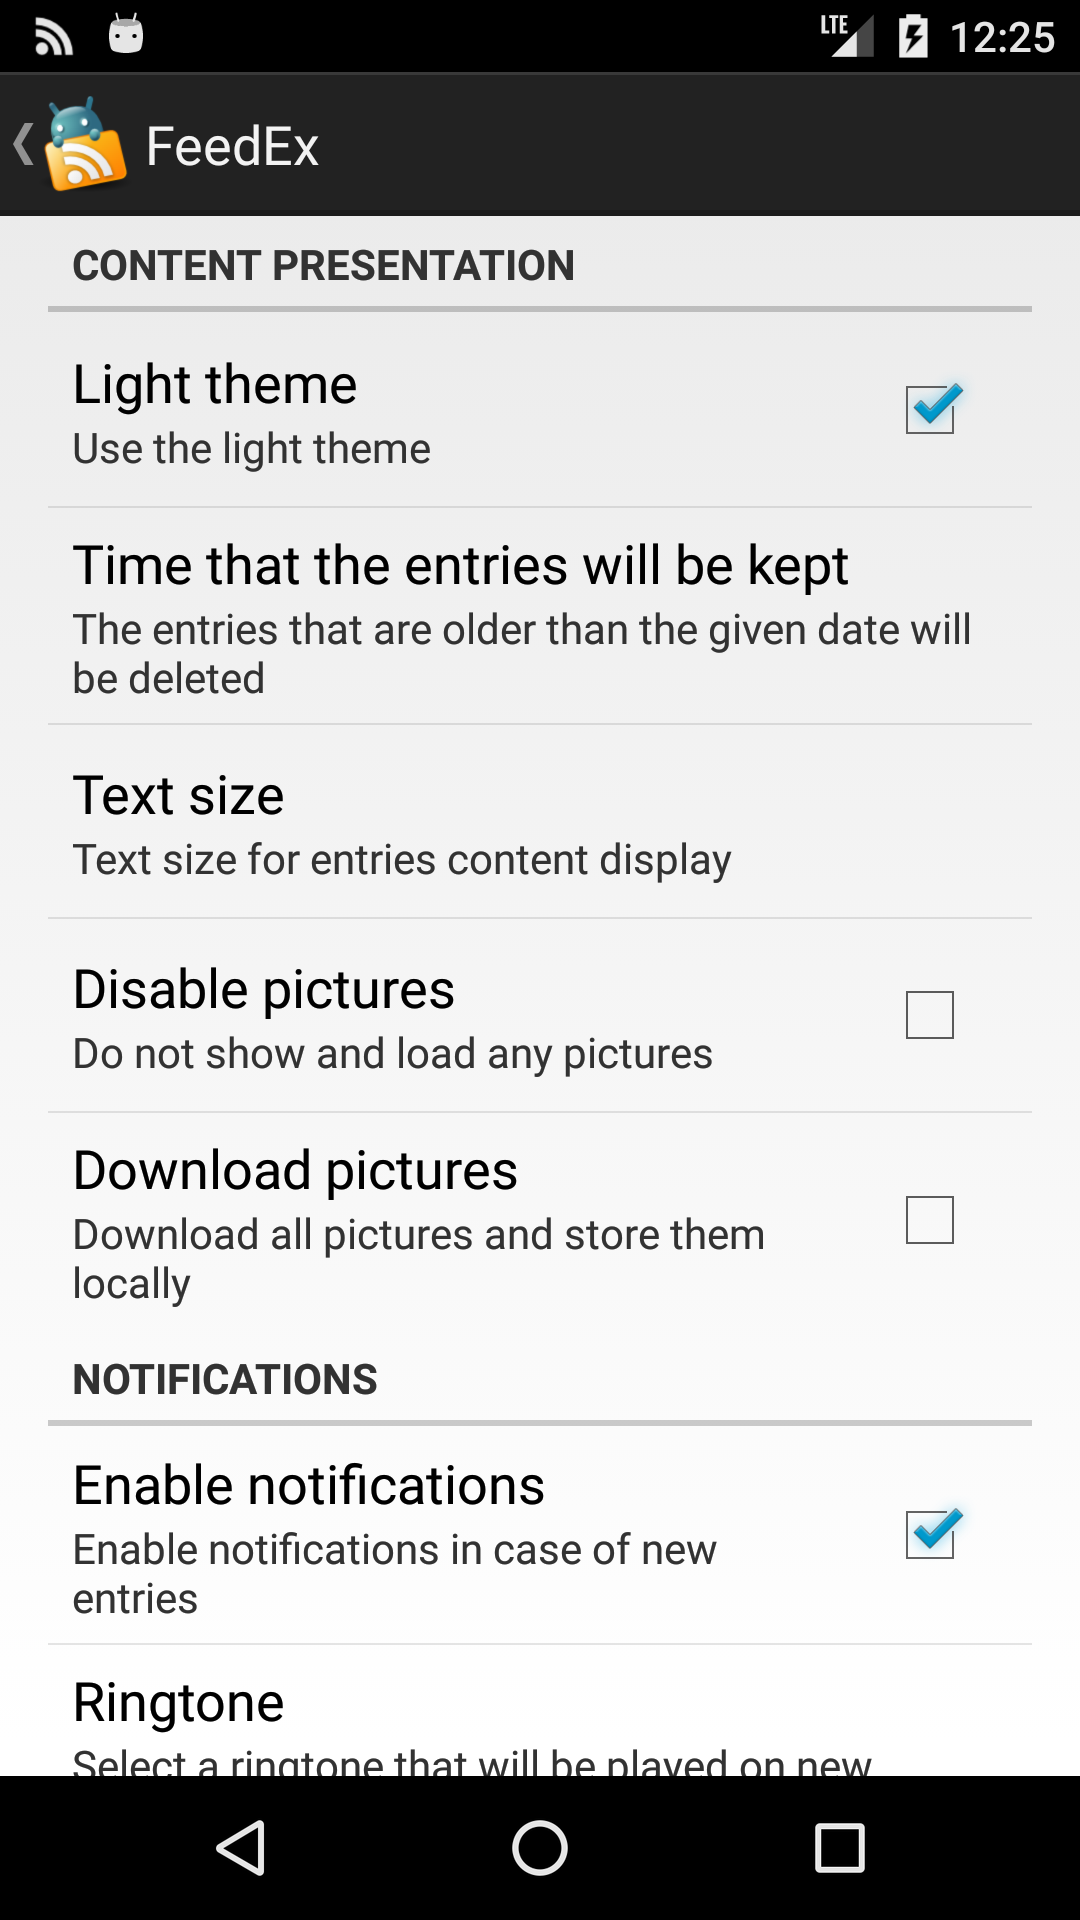 LTE 12:25
FeedEx
CONTENT PRESENTATION
Light theme
Use the light theme
Time that the entries will be kept
The entries that are older than the given date will
be deleted
Text size
Text size for entries content display
Disable pictures
Do not show and load any pictures
Download pictures
Download all pictures and store them
locally
NOTIFICATIONS
Enable notifications
Enable notifications in case of new
entries
Ringtone
Select a ringtone that will be played on new